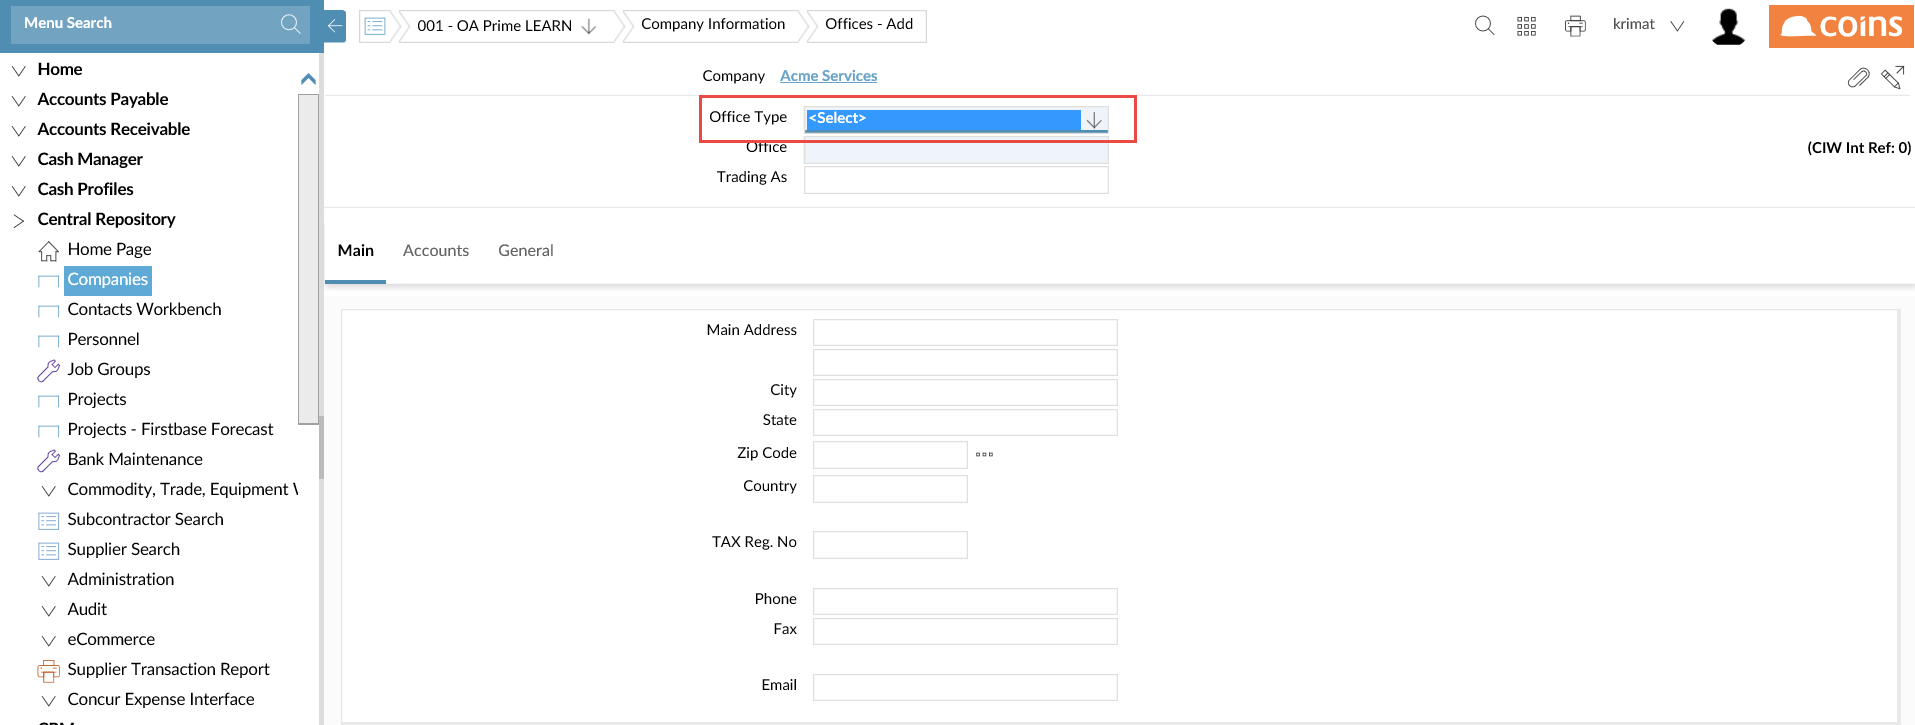 Menu Search
001 - OA Prime LEARN
Company Information
Offices - Add
krimat
coins
Home
Accounts Payable
Accounts Receivable
Cash Manager
Cash Profiles
Central Repository
Home Page
Companies
Contacts Workbench
Personnel
Job Groups
Projects
Projects - Firstbase Forecast
Bank Maintenance
Commodity, Trade, Equipment
Subcontractor Search
Supplier Search
Administration
Audit
eCommerce
Supplier Transaction Report
Concur Expense Interface
Company Acme Services
Office Type <Select>
Office
(CIW Int Ref: 0)
Trading As
Main Accounts General
Main Address
City
State
Zip Code
Country
TAX Reg. No
Phone
Fax
Email